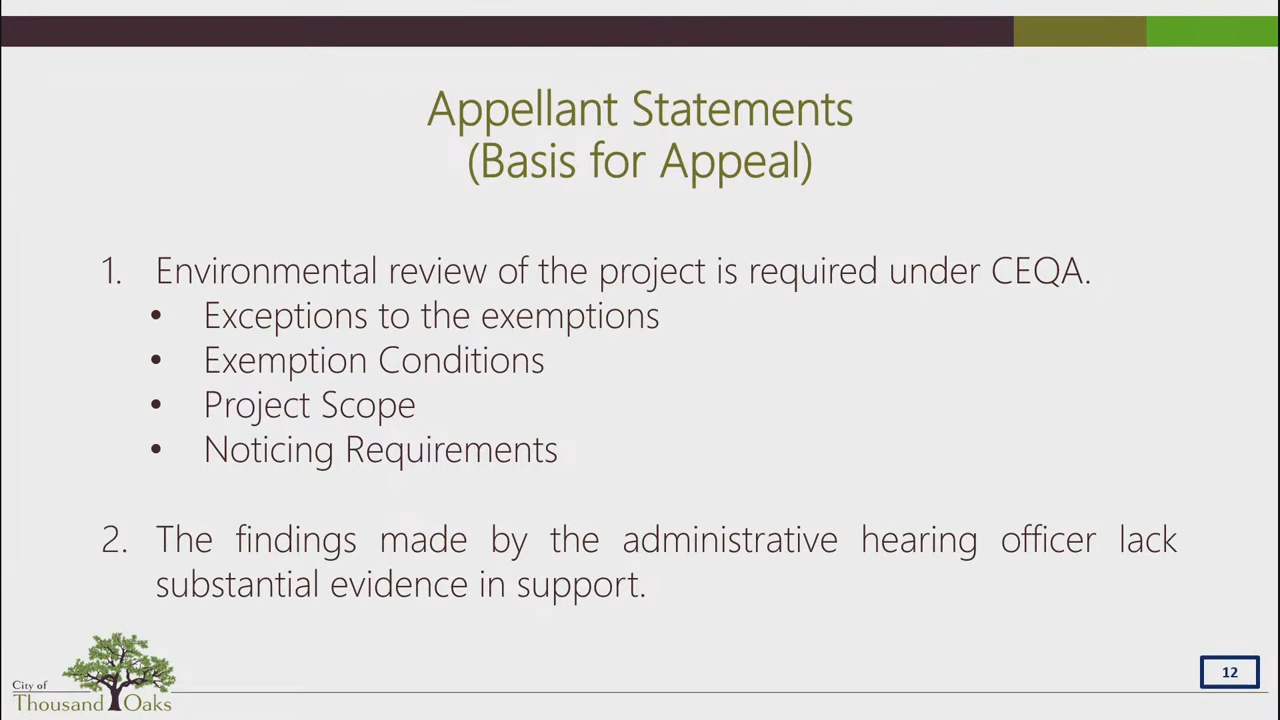 Appellant Statements
(Basis for Appeal)
1. Environmental review of the project is required under CEQA.
• Exceptions to the exemptions
• Exemption Conditions
• Project Scope
• Noticing Requirements
2. The findings made by the administrative hearing officer lack
substantial evidence in support.
City of
Thousand Oaks
12